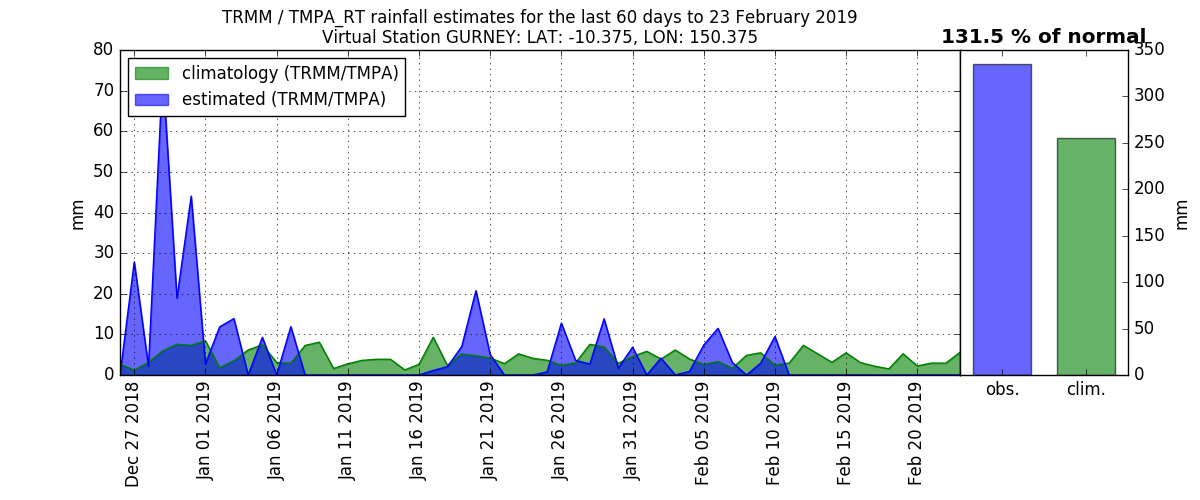 TRMM / TMPA_RT rainfall estimates for the last 60 days to 23 February 2019
Virtual Station GURNEY: LAT: -10.375, LON: 150.375
131.5 % of normal
climatology (TRMM/TMPA)
estimated (TRMM/TMPA)
mm
80
70
60
50
40
30
20
10
0
Dec 27 2018
Jan 01 2019
Jan 06 2019
Jan 11 2019
Jan 16 2019
Jan 21 2019
Jan 26 2019
Jan 31 2019
Feb 05 2019
Feb 10 2019
Feb 15 2019
Feb 20 2019
obs.
clim.
350
300
250
200
150
100
50
0
mm